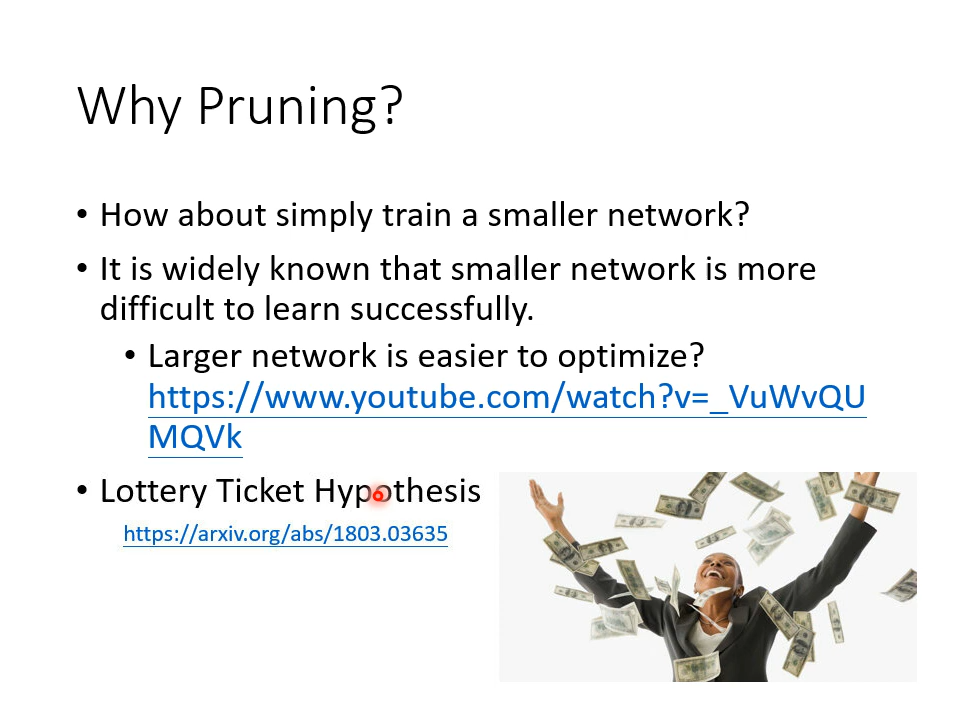 Why Pruning?
• How about simply train a smaller network?
• It is widely known that smaller network is more
difficult to learn successfully.
• Larger network is easier to optimize?
https://www.youtube.com/watch?v=_VuWvQU
MQVk
• Lottery Ticket Hypothesis
https://arxiv.org/abs/1803.03635